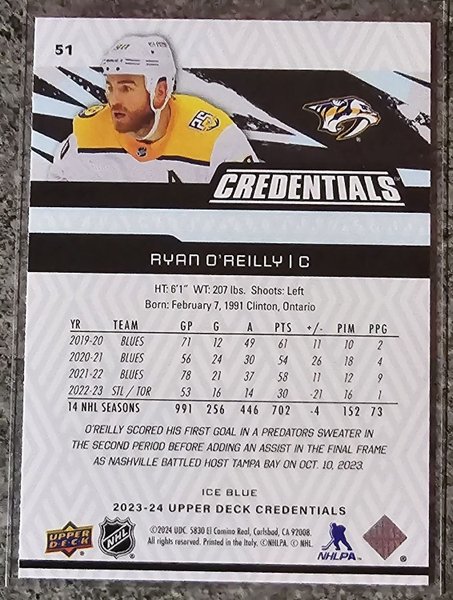 51
CREDENTIALS
RYAN O'REILLY | C
HT: 6'1" WT: 207 lbs. Shoots: Left
Born: February 7, 1991 Clinton, Ontario
YR TEAM GP G A PTS +/- PIM PPG
2019-20 BLUES 71 12 49 61 11 10 2
2020-21 BLUES 56 24 30 54 26 18 4
2021-22 BLUES 78 21 37 58 11 12 9
2022-23 STL / TOR 53 16 14 30 -21 16 1
14 NHL SEASONS 991 256 446 702 -4 152 73
O'REILLY SCORED HIS FIRST GOAL IN A PREDATORS SWEATER IN
THE SECOND PERIOD BEFORE ADDING AN ASSIST IN THE FINAL FRAME
AS NASHVILLE BATTLED HOST TAMPA BAY ON OCT. 10, 2023.
ICE BLUE
2023-24 UPPER DECK CREDENTIALS
UPPER DECK
NHL
©2024 UDC. 5830 El Camino Real, Carlsbad, CA 92008.
All rights reserved. Printed in the Italy. ©NHLPA. © NHL.
NHLPA